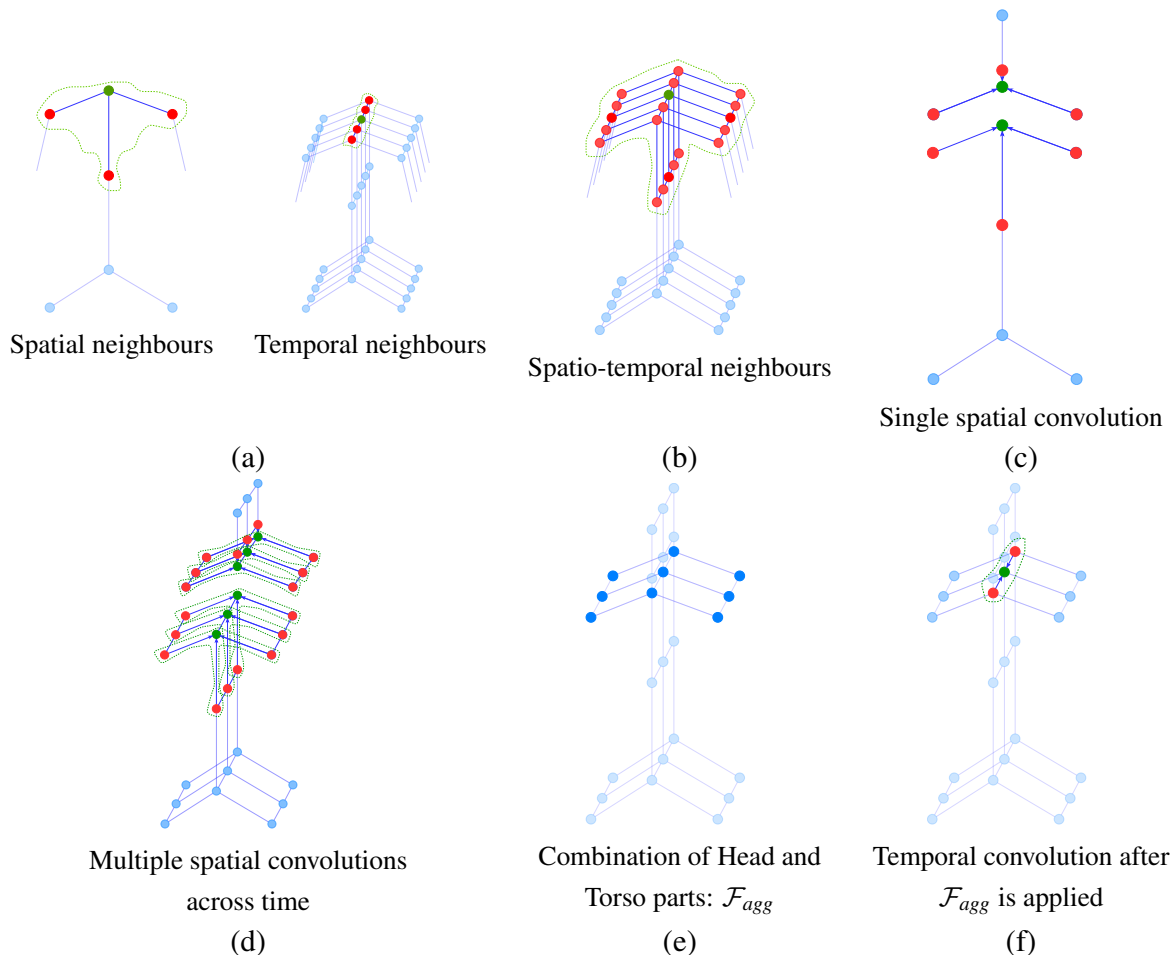 Spatial neighbours
Temporal neighbours
(a)
Spatio-temporal neighbours
(b)
Single spatial convolution
(c)
Multiple spatial convolutions
across time
(d)
Combination of Head and
Torso parts: ℱagg
(e)
Temporal convolution after
ℱagg is applied
(f)